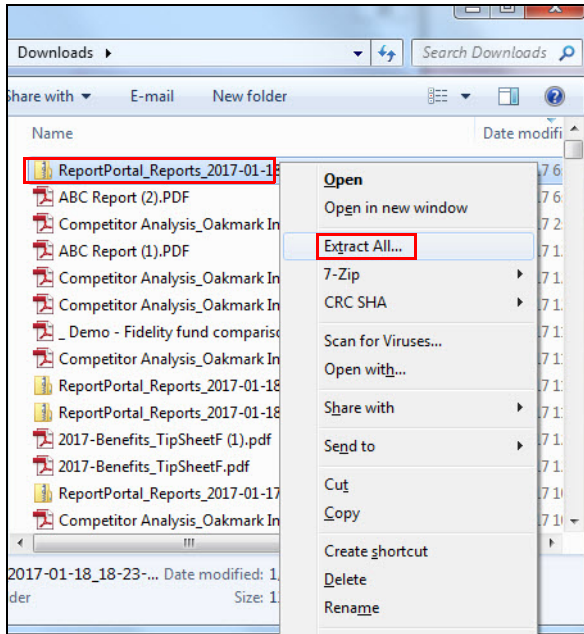 Downloads
Search Downloads
Share with
E-mail
New folder
Name
Date modifi
ReportPortal_Reports_2017-01-18
ABC Report (2).PDF
Competitor Analysis_Oakmark In
ABC Report (1).PDF
Competitor Analysis_Oakmark In
Competitor Analysis_Oakmark In
_ Demo - Fidelity fund compariso
Competitor Analysis_Oakmark In
ReportPortal_Reports_2017-01-18
ReportPortal_Reports_2017-01-18
2017-Benefits_TipSheetF (1).pdf
2017-Benefits_TipSheetF.pdf
ReportPortal_Reports_2017-01-17
Competitor Analysis_Oakmark In
Open
Open in new window
Extract All...
7-Zip
CRC SHA
Scan for Viruses...
Open with...
Share with
Send to
Cut
Copy
Create shortcut
Delete
Rename
2017-01-18_18-23-... Date modified: 1
der
Size: 1